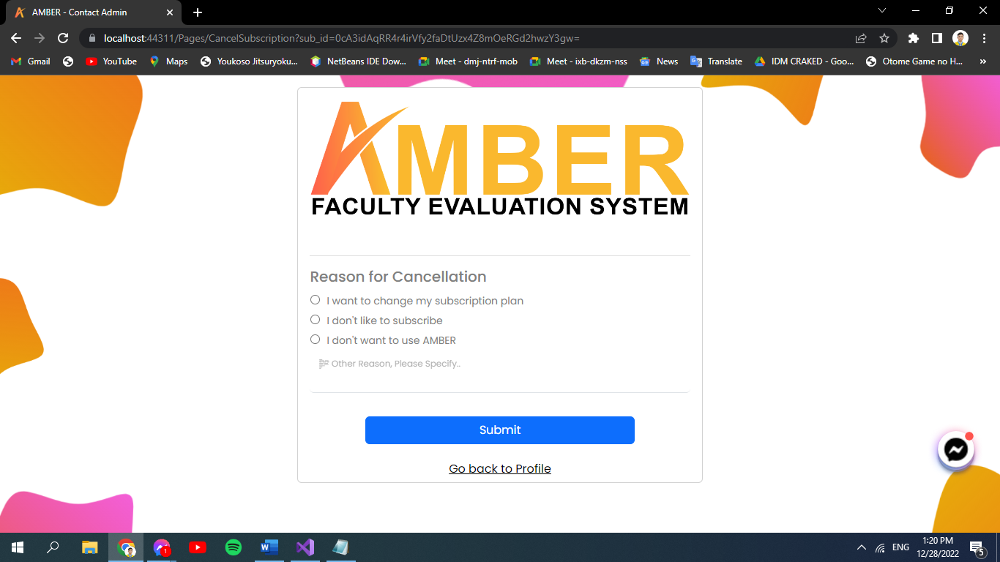 AMBER - Contact Admin
localhost:44311/Pages/CancelSubscription?sub_id=0cA3idAqRR4r4irVfy2faDtUzx4Z8mOeRGd2hwzY3gw=
Gmail YouTube Maps Youkoso Jitsuryoku... NetBeans IDE Dow... Meet - dmj-ntrf-mob Meet - ixb-dkzm-nss News Translate IDM CRAKED - Goo... Otome Game no H... »
AMBER
FACULTY EVALUATION SYSTEM
Reason for Cancellation
I want to change my subscription plan
I don't like to subscribe
I don't want to use AMBER
Other Reason, Please Specify..
Submit
Go back to Profile
1
ENG
1:20 PM
12/28/2022
5